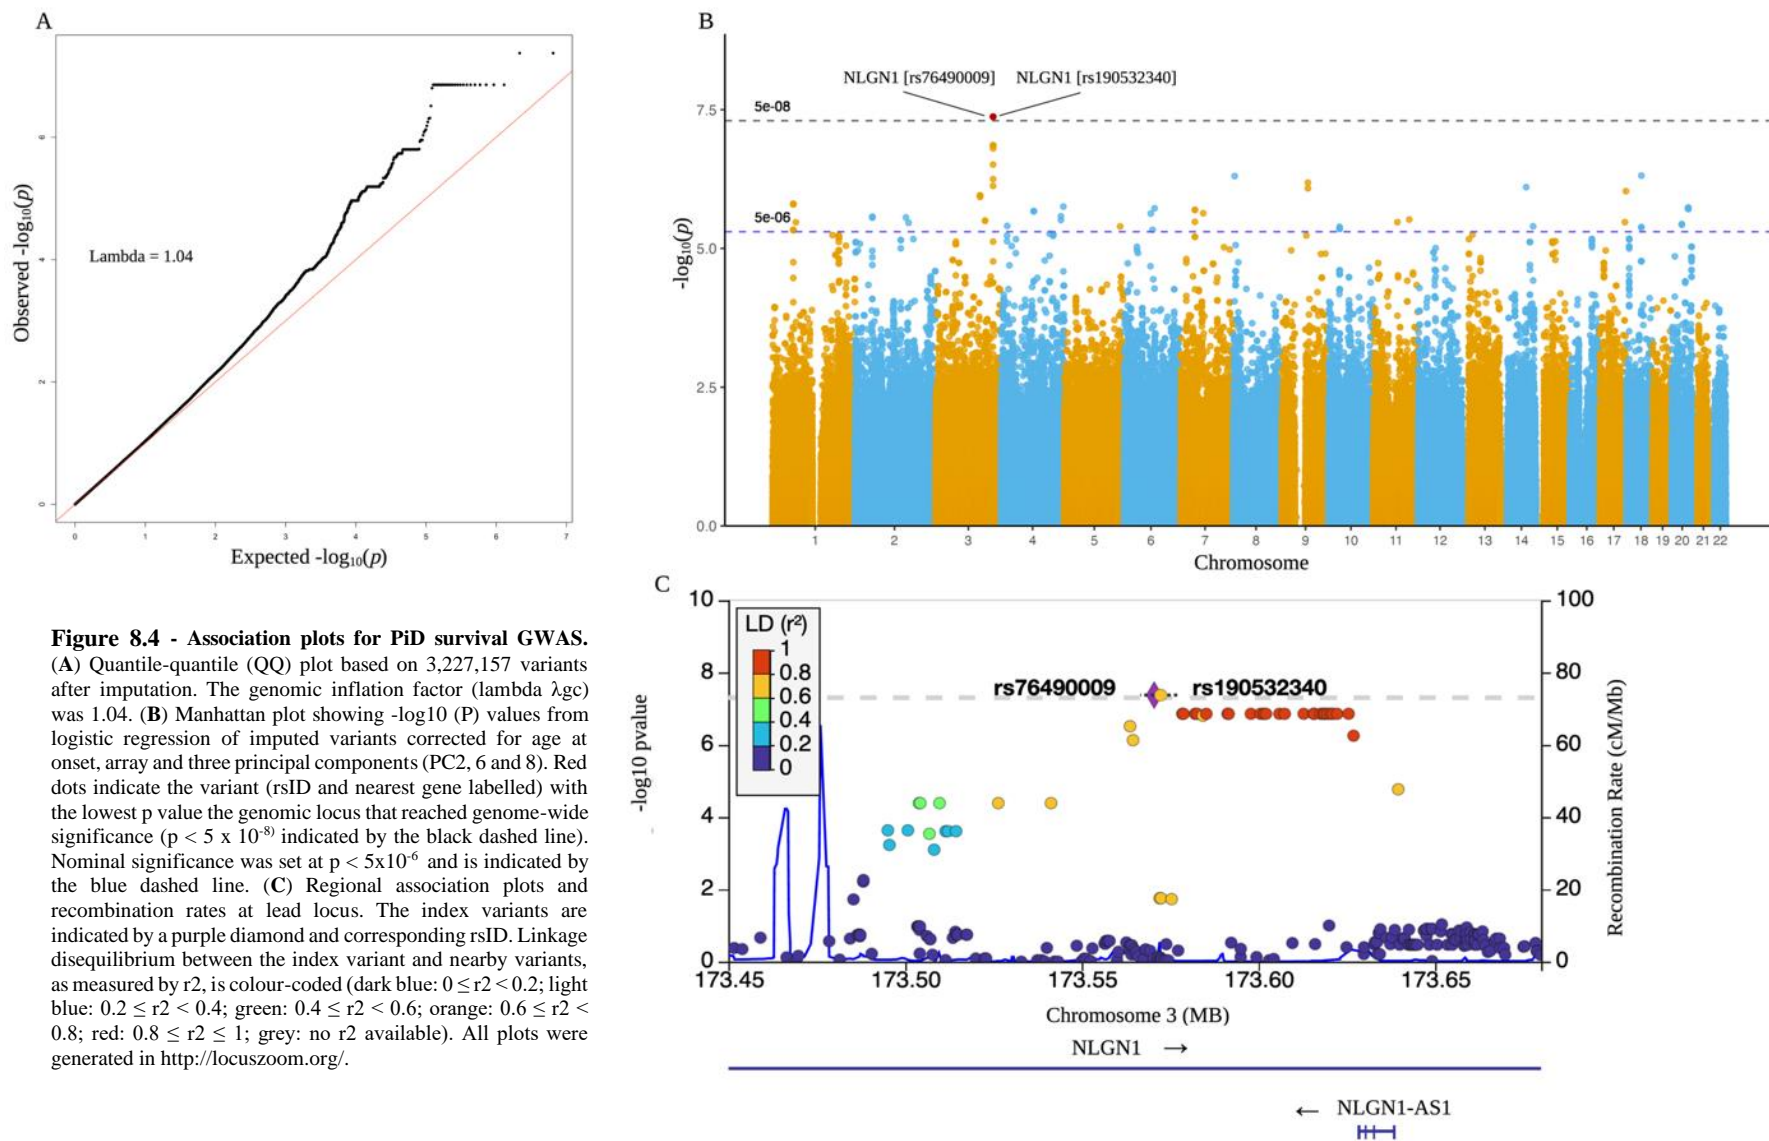 A
Observed -log10(p)
6
4
2
0
Lambda = 1.04
0 1 2 3 4 5 6 7
Expected -log10(p)
B
NLGN1 [rs76490009] NLGN1 [rs190532340]
7.5
5e-08
5e-06
5.0
-log10(p)
2.5
0.0
1 2 3 4 5 6 7 8 9 10 11 12 13 14 15 16 17 18 19 20 21 22
Chromosome
Figure 8.4 - Association plots for PiD survival GWAS.
(A) Quantile-quantile (QQ) plot based on 3,227,157 variants
after imputation. The genomic inflation factor (lambda λgc)
was 1.04. (B) Manhattan plot showing -log10 (P) values from
logistic regression of imputed variants corrected for age at
onset, array and three principal components (PC2, 6 and 8). Red
dots indicate the variant (rsID and nearest gene labelled) with
the lowest p value the genomic locus that reached genome-wide
significance (p < 5 x 10-8) indicated by the black dashed line).
Nominal significance was set at p < 5x10-6 and is indicated by
the blue dashed line. (C) Regional association plots and
recombination rates at lead locus. The index variants are
indicated by a purple diamond and corresponding rsID. Linkage
disequilibrium between the index variant and nearby variants,
as measured by r2, is colour-coded (dark blue: 0 ≤ r2 < 0.2; light
blue: 0.2 ≤ r2 < 0.4; green: 0.4 ≤ r2 < 0.6; orange: 0.6 ≤ r2 <
0.8; red: 0.8 ≤ r2 ≤ 1; grey: no r2 available). All plots were
generated in http://locuszoom.org/.
C
10
8
6
4
2
0
-log10 pvalue
LD (r²)
1
0.8
0.6
0.4
0.2
0
rs76490009 rs190532340
100
80
60
40
20
0
Recombination Rate (cM/Mb)
173.45 173.50 173.55 173.60 173.65
Chromosome 3 (MB)
NLGN1 →
← NLGN1-AS1